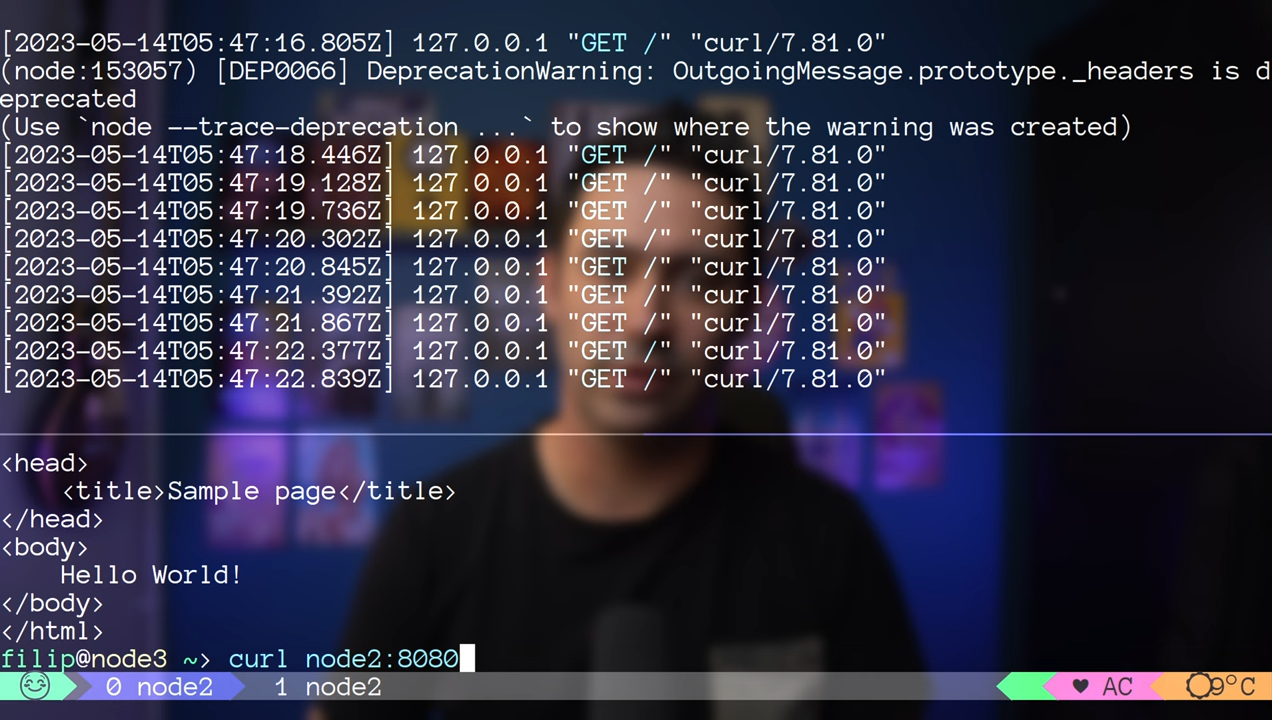 [2023-05-14T05:47:16.805Z] 127.0.0.1 "GET /" "curl/7.81.0"
(node:153057) [DEP0066] DeprecationWarning: OutgoingMessage.prototype._headers is d
eprecated
(Use `node --trace-deprecation ...` to show where the warning was created)
[2023-05-14T05:47:18.446Z] 127.0.0.1 "GET /" "curl/7.81.0"
[2023-05-14T05:47:19.128Z] 127.0.0.1 "GET /" "curl/7.81.0"
[2023-05-14T05:47:19.736Z] 127.0.0.1 "GET /" "curl/7.81.0"
[2023-05-14T05:47:20.302Z] 127.0.0.1 "GET /" "curl/7.81.0"
[2023-05-14T05:47:20.845Z] 127.0.0.1 "GET /" "curl/7.81.0"
[2023-05-14T05:47:21.392Z] 127.0.0.1 "GET /" "curl/7.81.0"
[2023-05-14T05:47:21.867Z] 127.0.0.1 "GET /" "curl/7.81.0"
[2023-05-14T05:47:22.377Z] 127.0.0.1 "GET /" "curl/7.81.0"
[2023-05-14T05:47:22.839Z] 127.0.0.1 "GET /" "curl/7.81.0"
<head>
    <title>Sample page</title>
</head>
<body>
    Hello World!
</body>
</html>
filip@node3 ~> curl node2:8080
0 node2 1 node2 ♥ AC 9°C